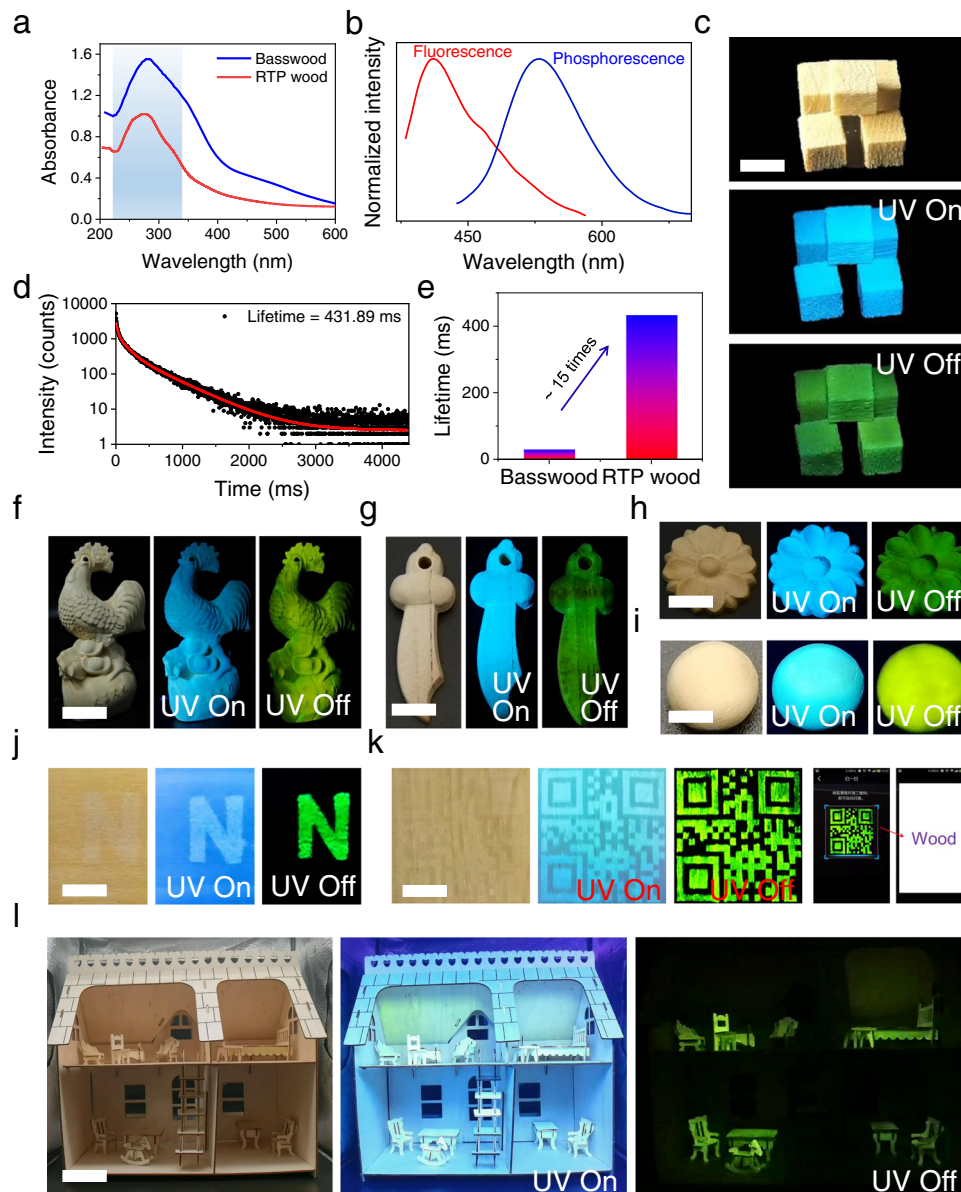 a
1.6
1.2
0.8
0.4
0.0
Absorbance
Basswood
RTP wood
200 300 400 500 600
Wavelength (nm)
b
Normalized intensity
Fluorescence
Phosphorescence
450 600
Wavelength (nm)
c
UV On
UV Off
d
10000
1000
100
10
1
Intensity (counts)
Lifetime = 431.89 ms
0 1000 2000 3000 4000
Time (ms)
e
400
200
0
Lifetime (ms)
~ 15 times
Basswood RTP wood
f
UV On
UV Off
g
UV
On
UV
Off
h
UV On
UV Off
i
UV On
UV Off
j
N
UV On
N
UV Off
k
UV On
UV Off
扫一扫
Wood
l
UV On
UV Off